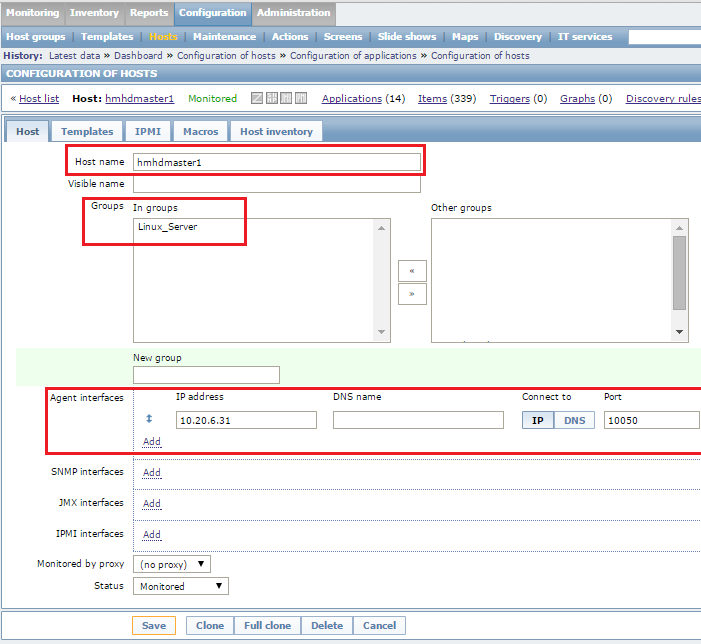 Monitoring Inventory Reports Configuration Administration
Host groups | Templates | Hosts | Maintenance | Actions | Screens | Slide shows | Maps | Discovery | IT services
History: Latest data » Dashboard » Configuration of hosts » Configuration of applications » Configuration of hosts
CONFIGURATION OF HOSTS
« Host list Host: hmhdmaster1 Monitored Applications (14) Items (339) Triggers (0) Graphs (0) Discovery rules
Host Templates IPMI Macros Host inventory
Host name hmhdmaster1
Visible name
Groups In groups Other groups
Linux_Server
« 
»
New group
Agent interfaces IP address DNS name Connect to Port
10.20.6.31 IP DNS 10050
Add
SNMP interfaces Add
JMX interfaces Add
IPMI interfaces Add
Monitored by proxy (no proxy)
Status Monitored
Save Clone Full clone Delete Cancel